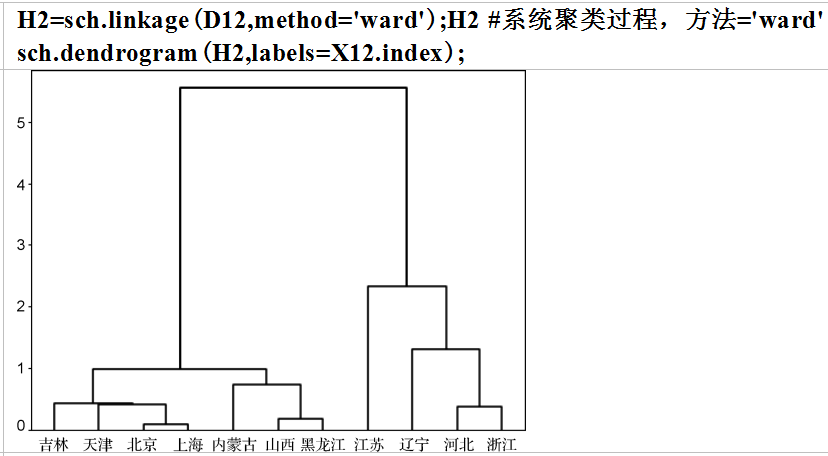 H2=sch.linkage(D12,method='ward');H2 #系统聚类过程，方法='ward'
sch.dendrogram(H2,labels=X12.index);
5
4
3
2
1
0
吉林 天津 北京 上海 内蒙古 山西 黑龙江 江苏 辽宁 河北 浙江